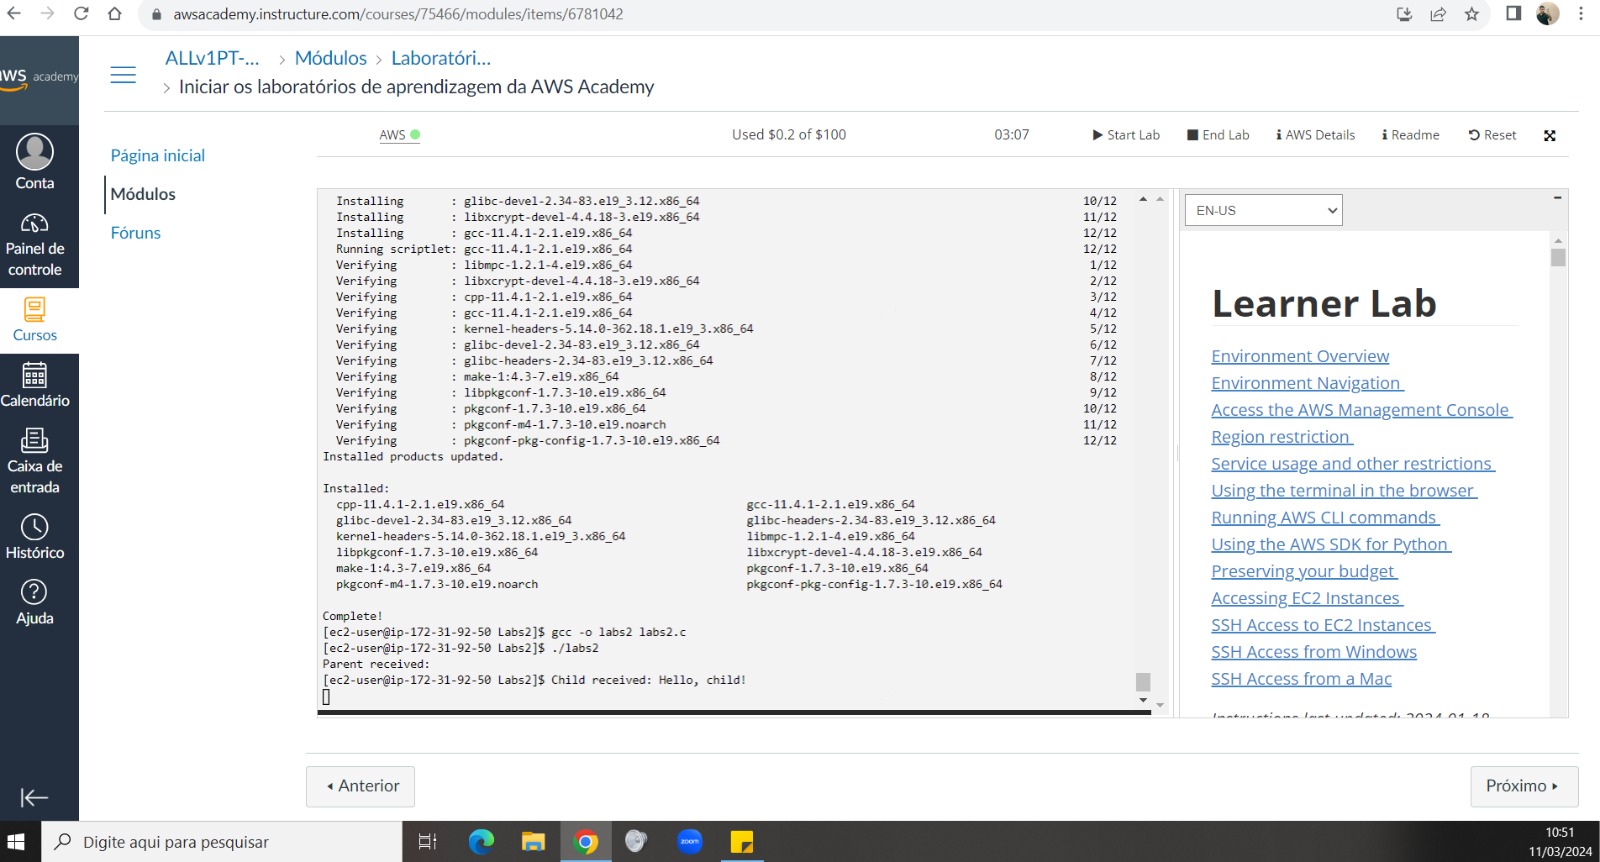 awsacademy.instructure.com/courses/75466/modules/items/6781042
aws academy
ALLv1PT-... > Módulos > Laboratóri...
> Iniciar os laboratórios de aprendizagem da AWS Academy
Conta
Painel de
controle
Cursos
Calendário
Caixa de
entrada
Histórico
Ajuda
Página inicial
Módulos
Fóruns
AWS Used $0.2 of $100 03:07 Start Lab End Lab AWS Details Readme Reset
Installing : glibc-devel-2.34-83.el9_3.12.x86_64 10/12
Installing : libxcrypt-devel-4.4.18-3.el9.x86_64 11/12
Installing : gcc-11.4.1-2.1.el9.x86_64 12/12
Running scriptlet: gcc-11.4.1-2.1.el9.x86_64 12/12
Verifying : libmpc-1.2.1-4.el9.x86_64 1/12
Verifying : libxcrypt-devel-4.4.18-3.el9.x86_64 2/12
Verifying : cpp-11.4.1-2.1.el9.x86_64 3/12
Verifying : gcc-11.4.1-2.1.el9.x86_64 4/12
Verifying : kernel-headers-5.14.0-362.18.1.el9_3.x86_64 5/12
Verifying : glibc-devel-2.34-83.el9_3.12.x86_64 6/12
Verifying : glibc-headers-2.34-83.el9_3.12.x86_64 7/12
Verifying : make-1:4.3-7.el9.x86_64 8/12
Verifying : libpkgconf-1.7.3-10.el9.x86_64 9/12
Verifying : pkgconf-1.7.3-10.el9.x86_64 10/12
Verifying : pkgconf-m4-1.7.3-10.el9.noarch 11/12
Verifying : pkgconf-pkg-config-1.7.3-10.el9.x86_64 12/12
Installed products updated.
Installed:
cpp-11.4.1-2.1.el9.x86_64 gcc-11.4.1-2.1.el9.x86_64
glibc-devel-2.34-83.el9_3.12.x86_64 glibc-headers-2.34-83.el9_3.12.x86_64
kernel-headers-5.14.0-362.18.1.el9_3.x86_64 libmpc-1.2.1-4.el9.x86_64
libpkgconf-1.7.3-10.el9.x86_64 libxcrypt-devel-4.4.18-3.el9.x86_64
make-1:4.3-7.el9.x86_64 pkgconf-1.7.3-10.el9.x86_64
pkgconf-m4-1.7.3-10.el9.noarch pkgconf-pkg-config-1.7.3-10.el9.x86_64
Complete!
[ec2-user@ip-172-31-92-50 Labs2]$ gcc -o labs2 labs2.c
[ec2-user@ip-172-31-92-50 Labs2]$ ./labs2
Parent received:
[ec2-user@ip-172-31-92-50 Labs2]$ Child received: Hello, child!
EN-US
Learner Lab
Environment Overview
Environment Navigation
Access the AWS Management Console
Region restriction
Service usage and other restrictions
Using the terminal in the browser
Running AWS CLI commands
Using the AWS SDK for Python
Preserving your budget
Accessing EC2 Instances
SSH Access to EC2 Instances
SSH Access from Windows
SSH Access from a Mac
Instructions last updated: 2024-01-18
Anterior
Próximo
Digite aqui para pesquisar
zoom
10:51
11/03/2024